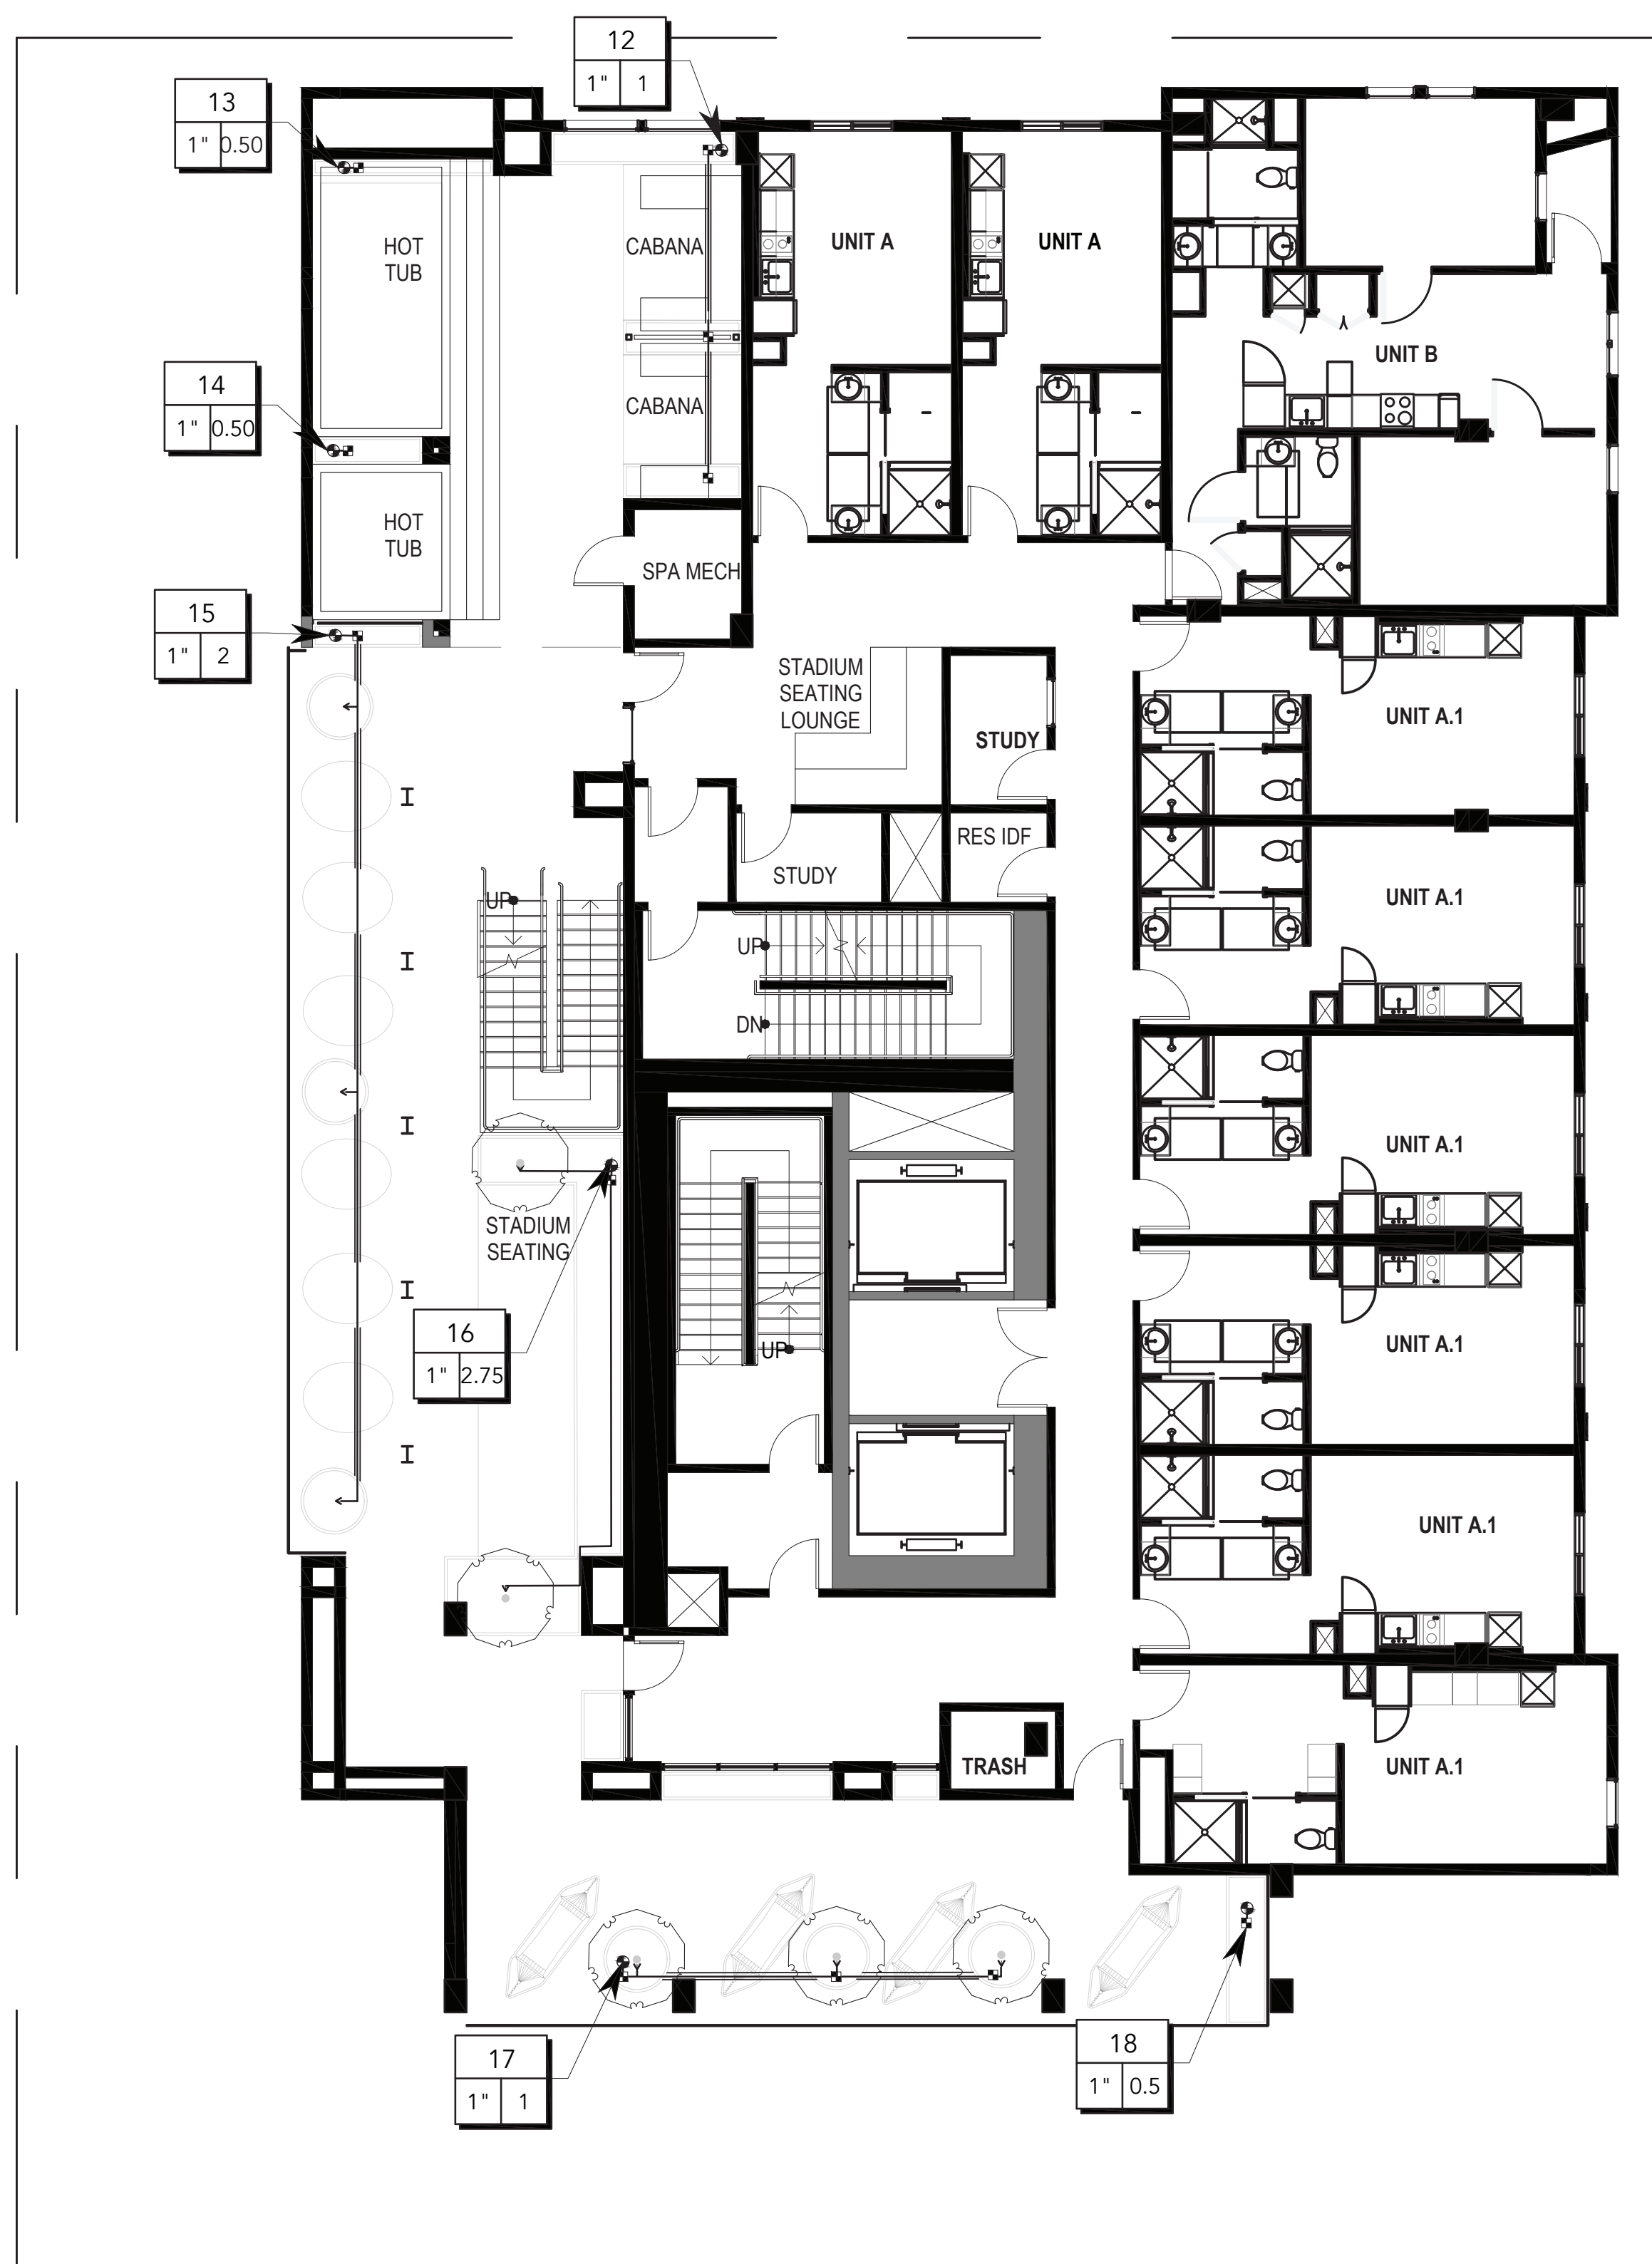 12
1" 1
13
1" 0.50
HOT
TUB
CABANA
UNIT A
UNIT A
UNIT B
14
1" 0.50
CABANA
HOT
TUB
SPA MECH
15
1" 2
STADIUM
SEATING
LOUNGE
STUDY
UNIT A.1
RES IDF
STUDY
UNIT A.1
UP
UP
DN
UNIT A.1
STADIUM
SEATING
16
1" 2.75
UP
UNIT A.1
UNIT A.1
TRASH
UNIT A.1
17
1" 1
18
1" 0.5